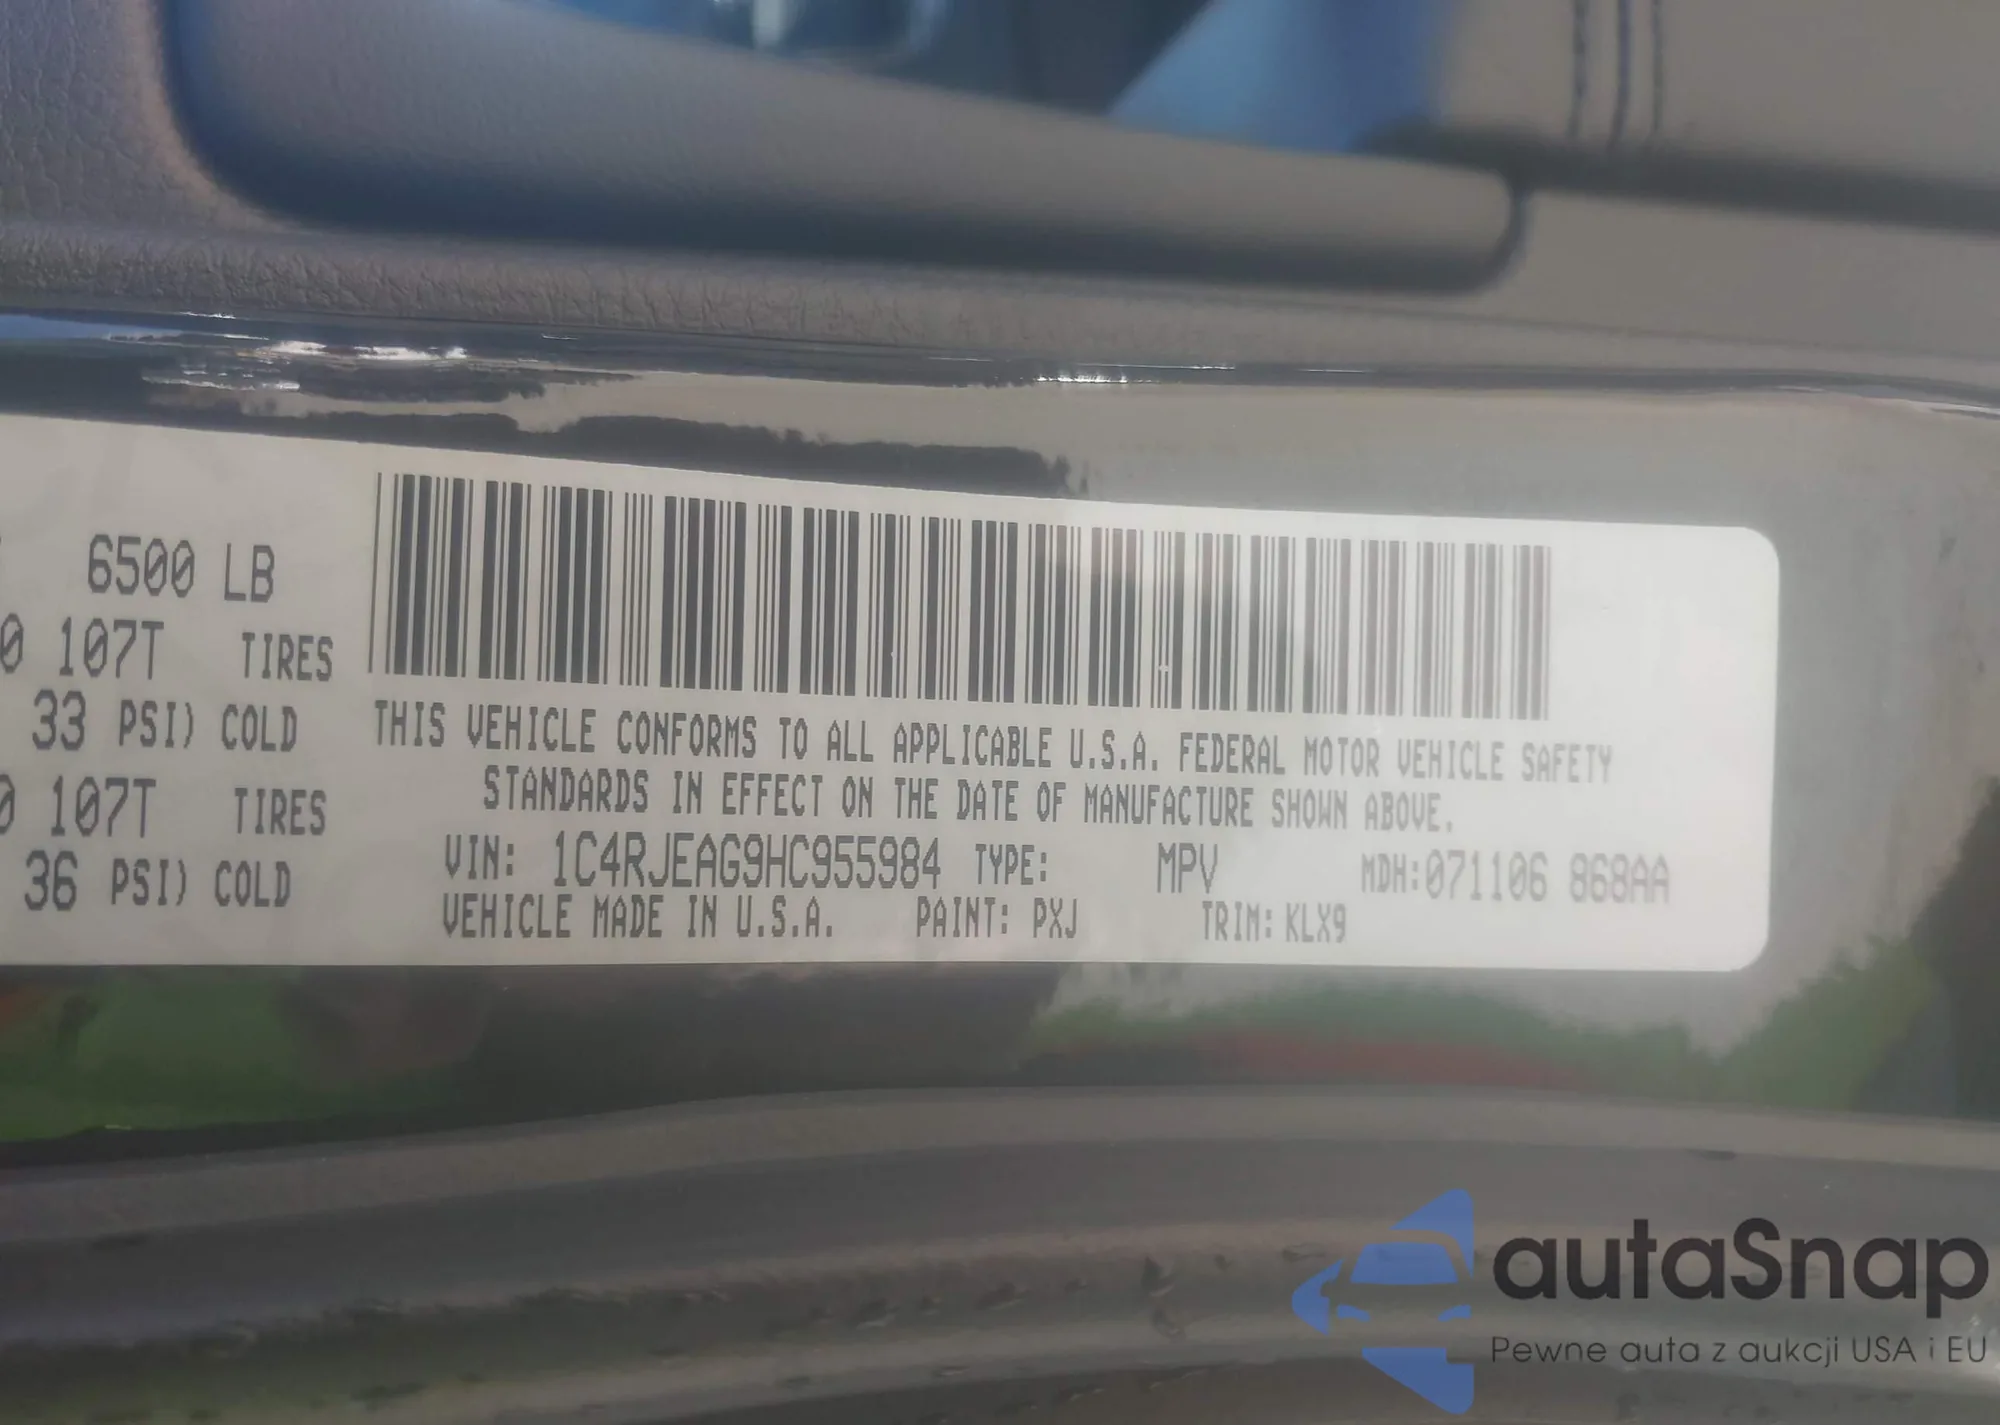 6500 LB
0 107T TIRES
33 PSI) COLD
0 107T TIRES
36 PSI) COLD
THIS VEHICLE CONFORMS TO ALL APPLICABLE U.S.A. FEDERAL MOTOR VEHICLE SAFETY
STANDARDS IN EFFECT ON THE DATE OF MANUFACTURE SHOWN ABOVE.
VIN: 1C4RJEAG9HC955984 TYPE: MPV MDH:071106 868AA
VEHICLE MADE IN U.S.A. PAINT: PXJ TRIM: KLX9
autaSnap
Pewne auta z aukcji USA i EU